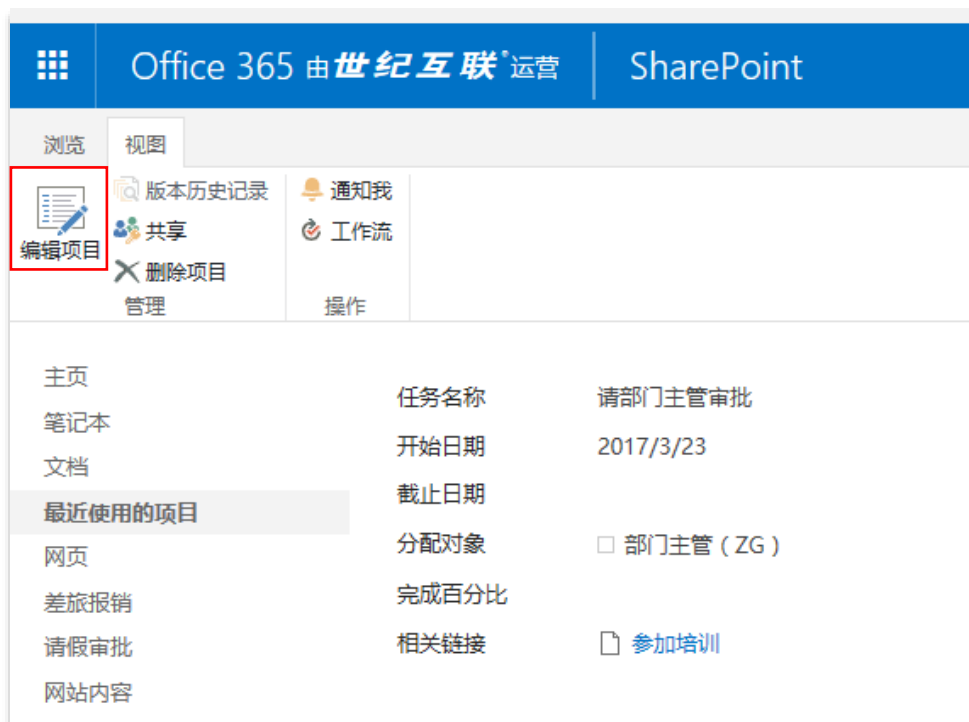 Office 365 由世纪互联运营 SharePoint
浏览 视图
编辑项目
版本历史记录
共享
删除项目
管理
通知我
工作流
操作
主页
笔记本
文档
最近使用的项目
网页
差旅报销
请假审批
网站内容
任务名称 请部门主管审批
开始日期 2017/3/23
截止日期
分配对象 部门主管（ZG）
完成百分比
相关链接 参加培训